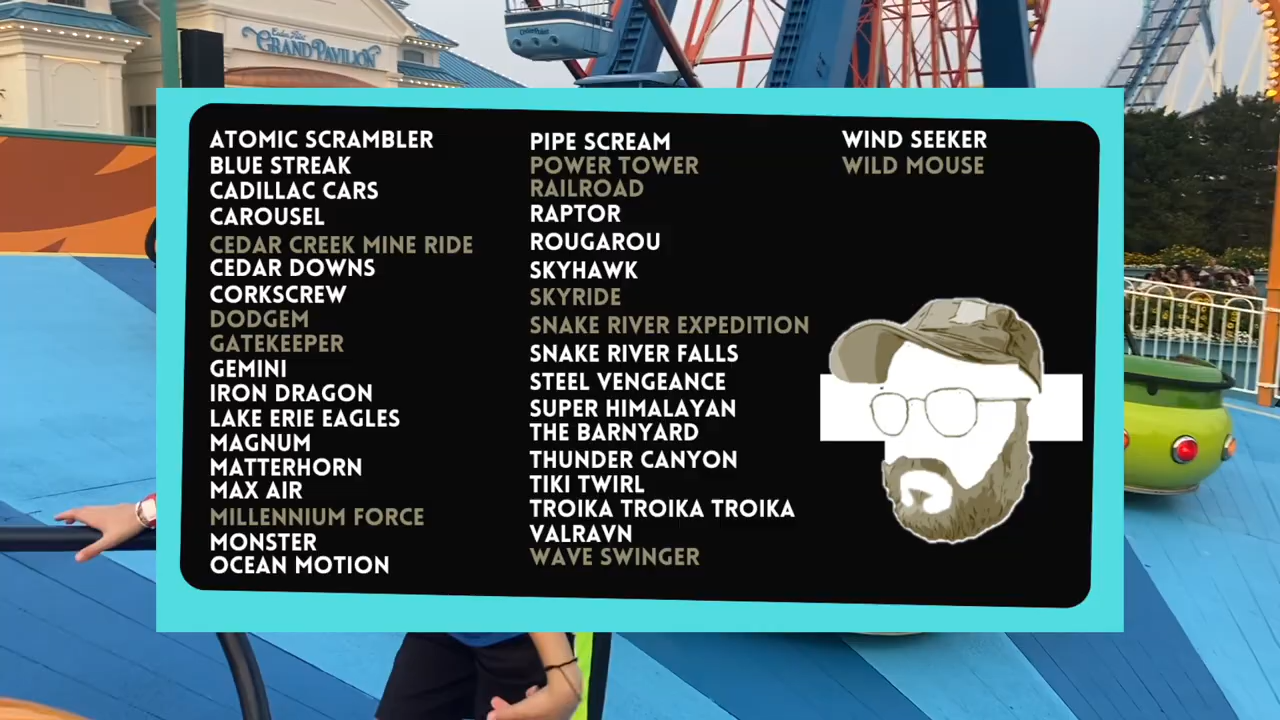 Cedar Point
GRAND PAVILION
CedarPoint
ATOMIC SCRAMBLER
BLUE STREAK
CADILLAC CARS
CAROUSEL
CEDAR CREEK MINE RIDE
CEDAR DOWNS
CORKSCREW
DODGEM
GATEKEEPER
GEMINI
IRON DRAGON
LAKE ERIE EAGLES
MAGNUM
MATTERHORN
MAX AIR
MILLENNIUM FORCE
MONSTER
OCEAN MOTION
PIPE SCREAM
POWER TOWER
RAILROAD
RAPTOR
ROUGAROU
SKYHAWK
SKYRIDE
SNAKE RIVER EXPEDITION
SNAKE RIVER FALLS
STEEL VENGEANCE
SUPER HIMALAYAN
THE BARNYARD
THUNDER CANYON
TIKI TWIRL
TROIKA TROIKA TROIKA
VALRAVN
WAVE SWINGER
WIND SEEKER
WILD MOUSE